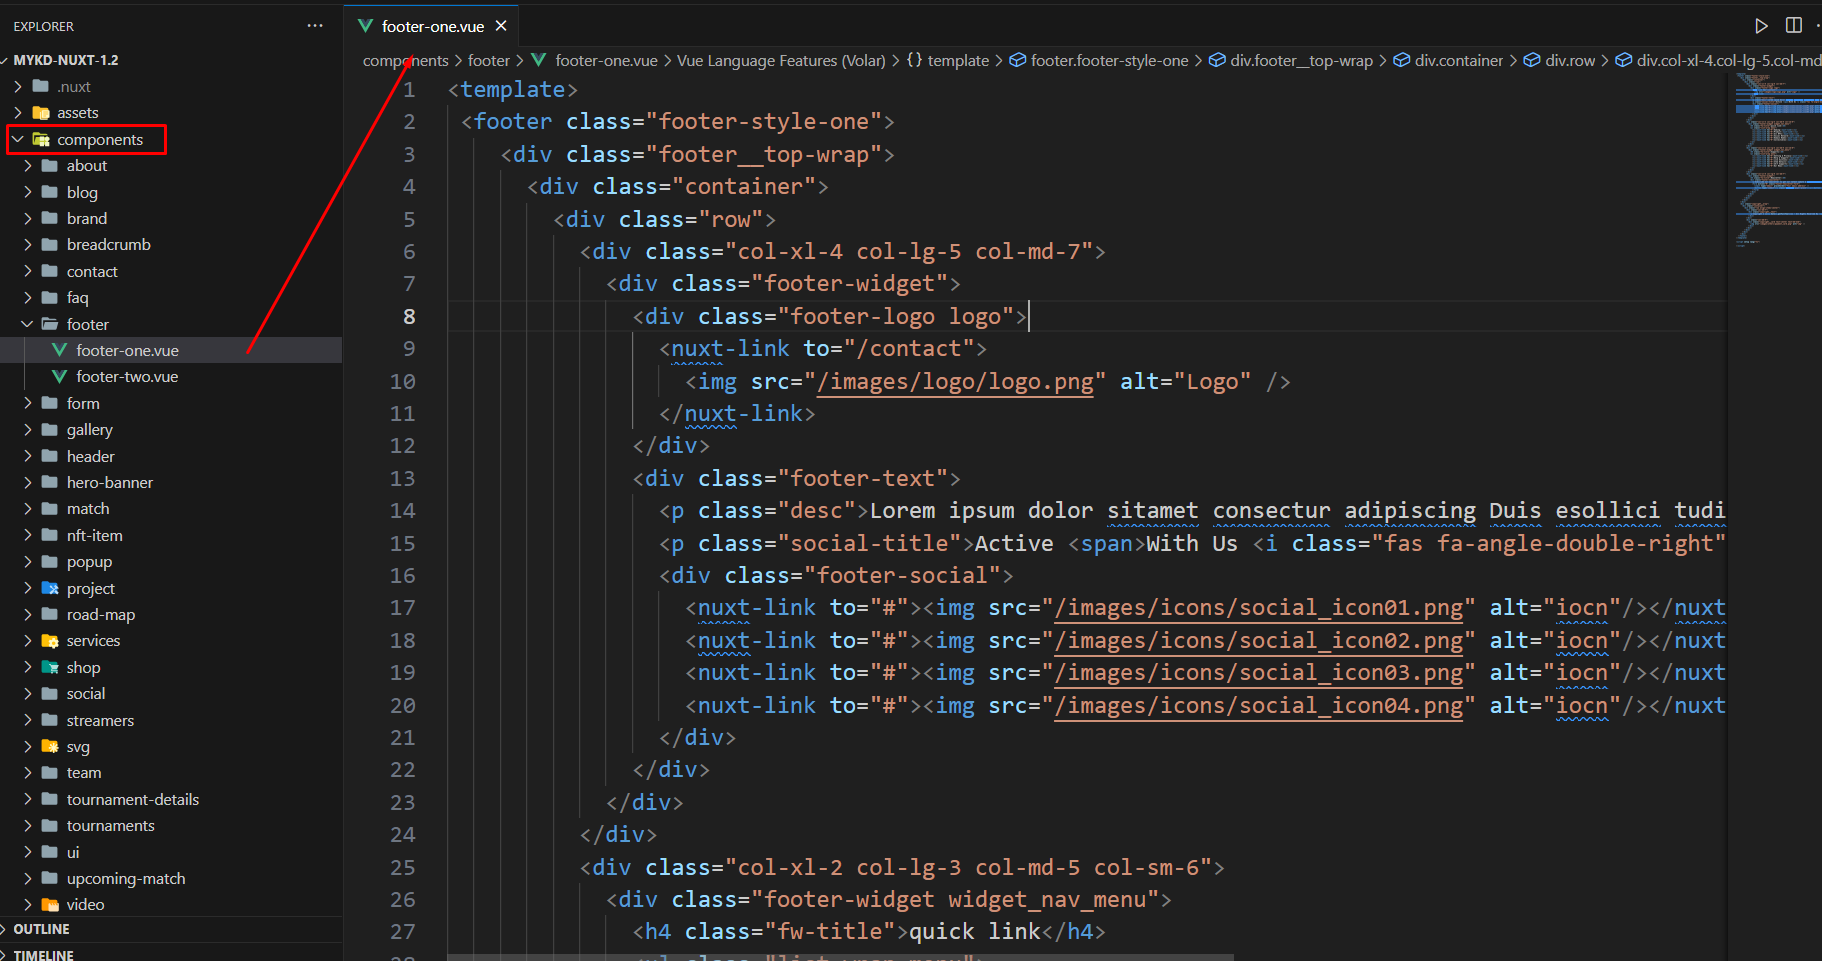 EXPLORER
MYKD-NUXT-1.2
.nuxt
assets
components
about
blog
brand
breadcrumb
contact
faq
footer
footer-one.vue
footer-two.vue
form
gallery
header
hero-banner
match
nft-item
popup
project
road-map
services
shop
social
streamers
svg
team
tournament-details
tournaments
ui
upcoming-match
video
OUTLINE
TIMELINE
footer-one.vue
components > footer > footer-one.vue > Vue Language Features (Volar) > {} template > footer.footer-style-one > div.footer__top-wrap > div.container > div.row > div.col-xl-4.col-lg-5.col-md
1 <template>
2 <footer class="footer-style-one">
3 <div class="footer__top-wrap">
4 <div class="container">
5 <div class="row">
6 <div class="col-xl-4 col-lg-5 col-md-7">
7 <div class="footer-widget">
8 <div class="footer-logo logo">
9 <nuxt-link to="/contact">
10 <img src="/images/logo/logo.png" alt="Logo" />
11 </nuxt-link>
12 </div>
13 <div class="footer-text">
14 <p class="desc">Lorem ipsum dolor sitamet consectur adipiscing Duis esollici tudi
15 <p class="social-title">Active <span>With Us <i class="fas fa-angle-double-right"
16 <div class="footer-social">
17 <nuxt-link to="#"><img src="/images/icons/social_icon01.png" alt="iocn"/></nuxt
18 <nuxt-link to="#"><img src="/images/icons/social_icon02.png" alt="iocn"/></nuxt
19 <nuxt-link to="#"><img src="/images/icons/social_icon03.png" alt="iocn"/></nuxt
20 <nuxt-link to="#"><img src="/images/icons/social_icon04.png" alt="iocn"/></nuxt
21 </div>
22 </div>
23 </div>
24 </div>
25 <div class="col-xl-2 col-lg-3 col-md-5 col-sm-6">
26 <div class="footer-widget widget_nav_menu">
27 <h4 class="fw-title">quick link</h4>